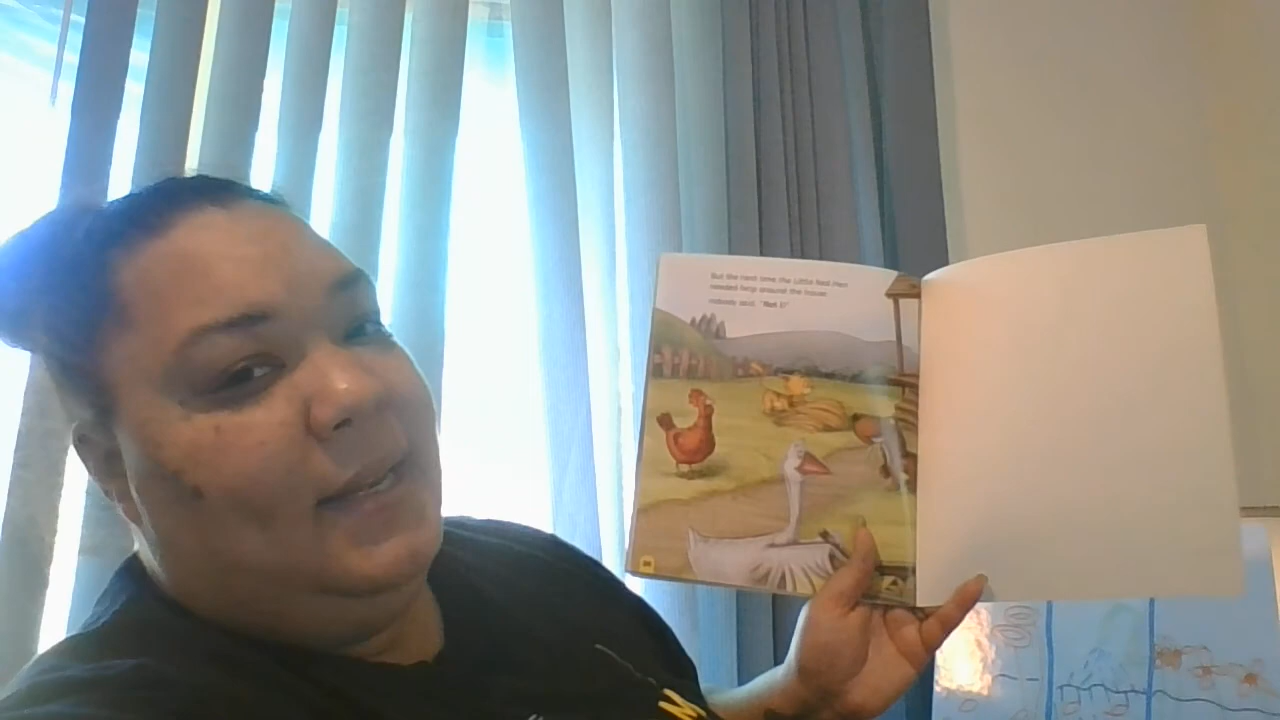 But the next time the Little Red Hen
needed help around the house
nobody said, "Not I!"
M